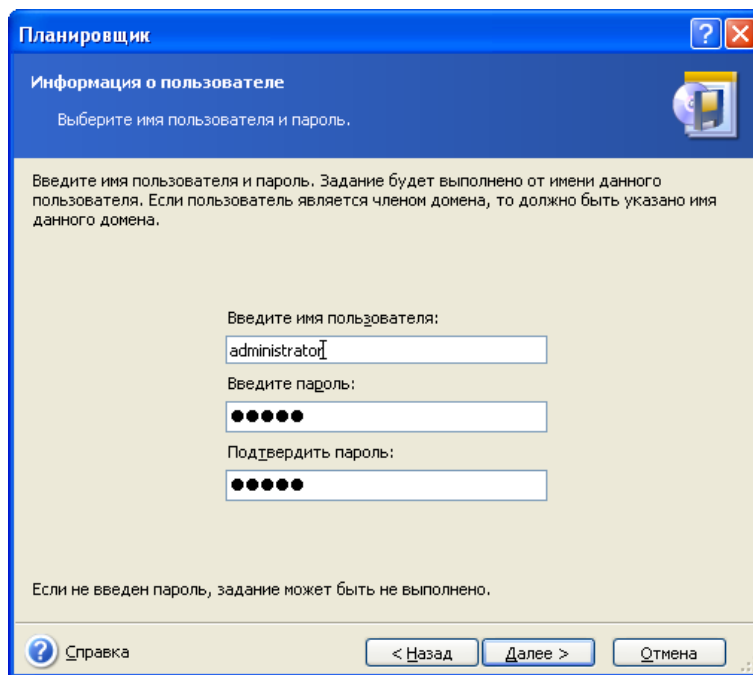 Планировщик
Информация о пользователе
Выберите имя пользователя и пароль.
Введите имя пользователя и пароль. Задание будет выполнено от имени данного
пользователя. Если пользователь является членом домена, то должно быть указано имя
данного домена.
Введите имя пользователя:
administrator
Введите пароль:
●●●●●
Подтвердить пароль:
●●●●●
Если не введен пароль, задание может быть не выполнено.
Справка
< Назад
Далее >
Отмена